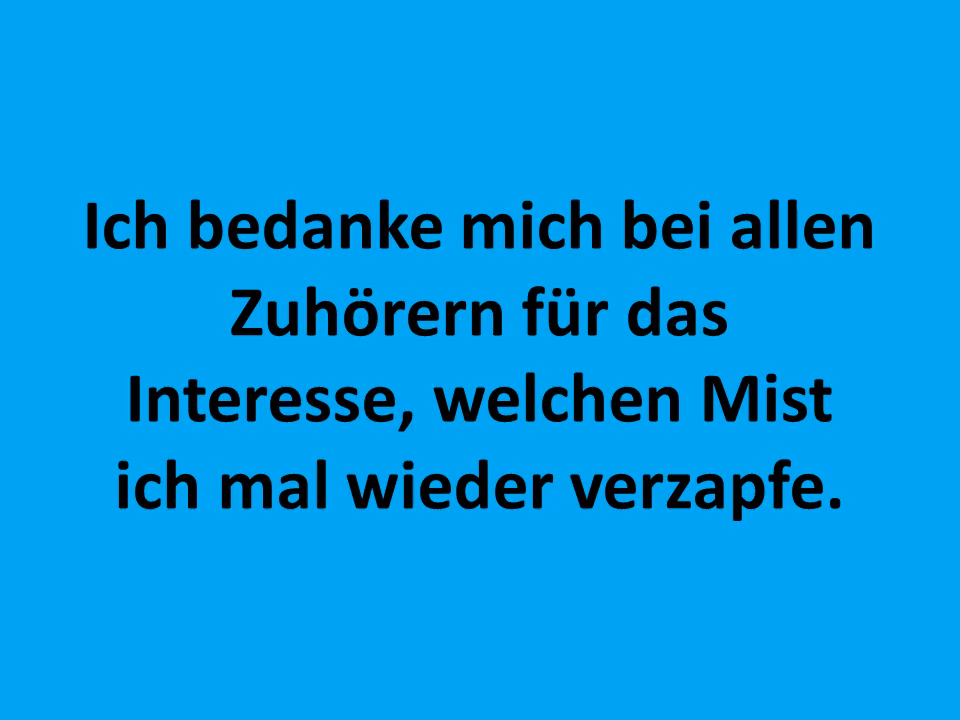 Ich bedanke mich bei allen
Zuhörern für das
Interesse, welchen Mist
ich mal wieder verzapfe.